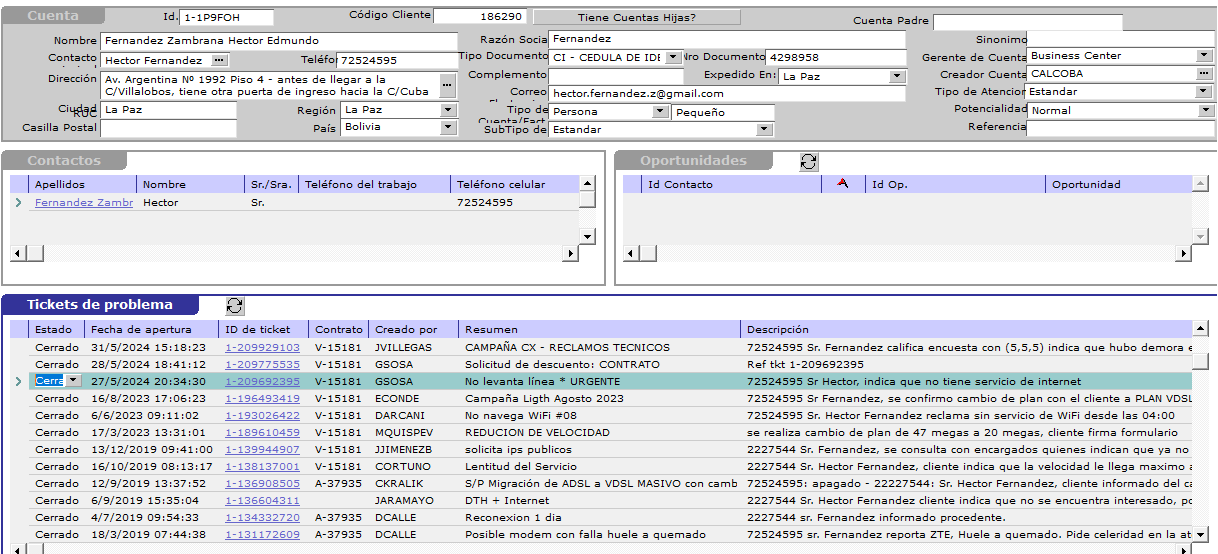 Cuenta Id. 1-1P9FOH Código Cliente 186290 Tiene Cuentas Hijas? Cuenta Padre
Nombre Fernandez Zambrana Hector Edmundo Razón Socia Fernandez Sinonimo
Contacto Hector Fernandez Teléfor 72524595 Tipo Documento CI - CEDULA DE IDE Nro Documento 4298958 Gerente de Cuenta Business Center
Dirección Av. Argentina Nº 1992 Piso 4 - antes de llegar a la Complemento Expedido En: La Paz Creador Cuenta CALCOBA
C/Villalobos, tiene otra puerta de ingreso hacia la C/Cuba Correo hector.fernandez.z@gmail.com Tipo de Atencion Estandar
Ciudad La Paz Región La Paz Tipo de Persona Pequeño Potencialidad Normal
RUC Cuenta/Fact
Casilla Postal País Bolivia SubTipo de Estandar Referencia
Contactos
Apellidos Nombre Sr./Sra. Teléfono del trabajo Teléfono celular
Fernandez Zambr Hector Sr. 72524595
Oportunidades
Id Contacto Id Op. Oportunidad
Tickets de problema
Estado Fecha de apertura ID de ticket Contrato Creado por Resumen Descripción
Cerrado 31/5/2024 15:18:23 1-209929103 V-15181 JVILLEGAS CAMPAÑA CX - RECLAMOS TECNICOS 72524595 Sr. Fernandez califica encuesta con (5,5,5) indica que hubo demora e
Cerrado 28/5/2024 18:41:12 1-209775535 V-15181 GSOSA Solicitud de descuento: CONTRATO Ref tkt 1-209692395
Cerra 27/5/2024 20:34:30 1-209692395 V-15181 GSOSA No levanta línea * URGENTE 72524595 Sr Hector, indica que no tiene servicio de internet
Cerrado 16/8/2023 17:06:23 1-196493419 V-15181 ECONDE Campaña Ligth Agosto 2023 72524595 Sr Fernandez, se confirmo cambio de plan con el cliente a PLAN VDSL
Cerrado 6/6/2023 09:11:02 1-193026422 V-15181 DARCANI No navega WiFi #08 72524595 Sr. Hector Fernandez reclama sin servicio de WiFi desde las 04:00
Cerrado 17/3/2023 13:31:01 1-189610459 V-15181 MQUISPEV REDUCION DE VELOCIDAD se realiza cambio de plan de 47 megas a 20 megas, cliente firma formulario
Cerrado 13/12/2019 09:41:00 1-139944907 V-15181 JJIMENEZB solicita ips publicos 2227544 Sr. Fernandez, se consulta con encargados quienes indican que ya no
Cerrado 16/10/2019 08:13:17 1-138137001 V-15181 CORTUNO Lentitud del Servicio 2227544 Sr. Hector Fernandez, cliente indica que la velocidad le llega maximo a
Cerrado 12/9/2019 13:37:52 1-136908505 A-37935 CKRALIK S/P Migración de ADSL a VDSL MASIVO con camb 72524595: apagado - 22227544: Sr. Hector Fernandez, cliente informado del ca
Cerrado 6/9/2019 15:35:04 1-136604311 JARAMAYO DTH + Internet 2227544 Sr. Hector Fernandez cliente indica que no se encuentra interesado, po
Cerrado 4/7/2019 09:54:33 1-134332720 A-37935 DCALLE Reconexion 1 dia 2227544 sr. Fernandez informado procedente.
Cerrado 18/3/2019 07:44:38 1-131172609 A-37935 DCALLE Posible modem con falla huele a quemado 72524595 sr. Fernandez reporta ZTE, Huele a quemado. Pide celeridad en la at